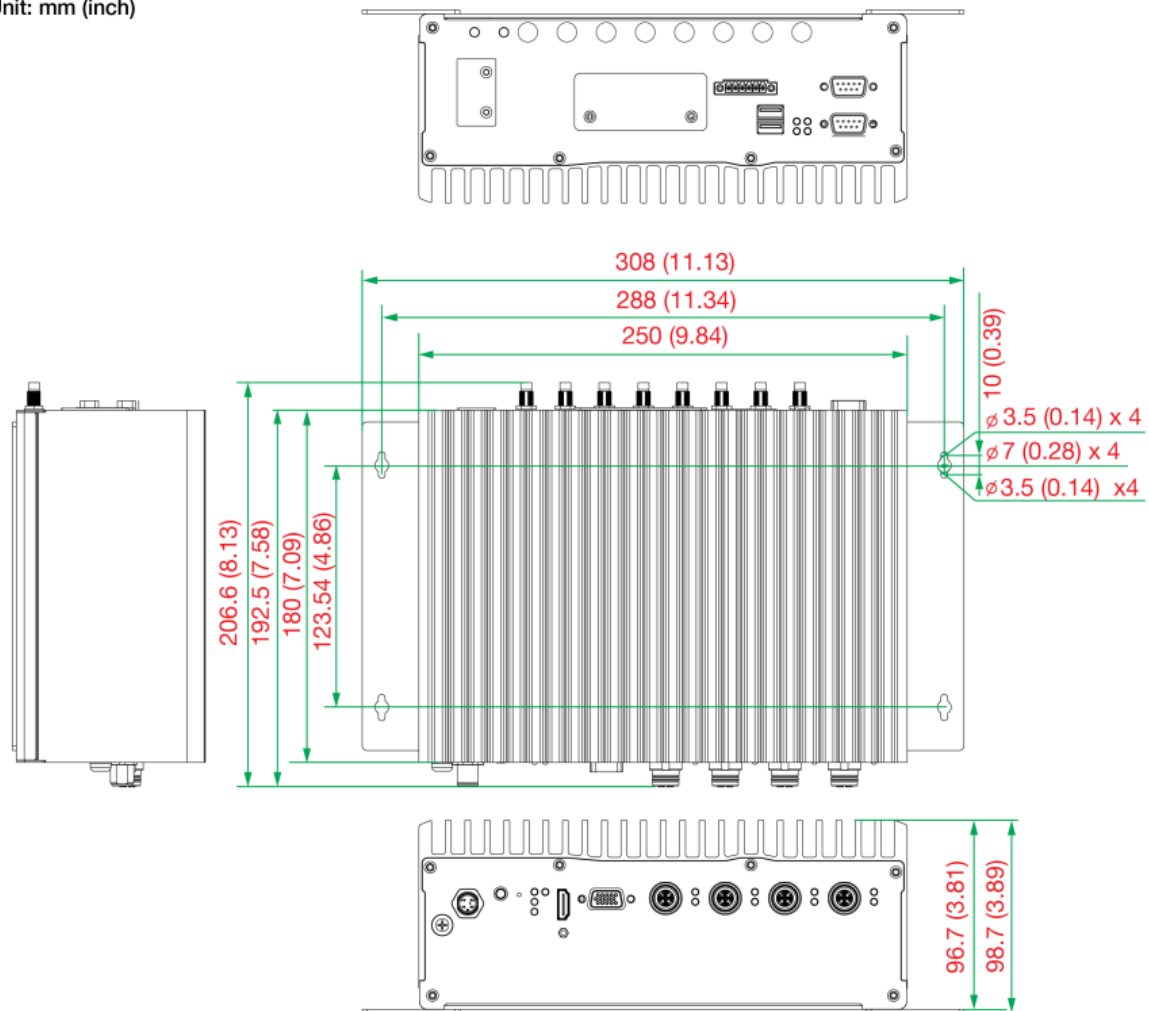 Unit: mm (inch)
308 (11.13)
288 (11.34)
250 (9.84)
10 (0.39)
⌀ 3.5 (0.14) x 4
⌀ 7 (0.28) x 4
⌀ 3.5 (0.14) x4
206.6 (8.13)
192.5 (7.58)
180 (7.09)
123.54 (4.86)
96.7 (3.81)
98.7 (3.89)